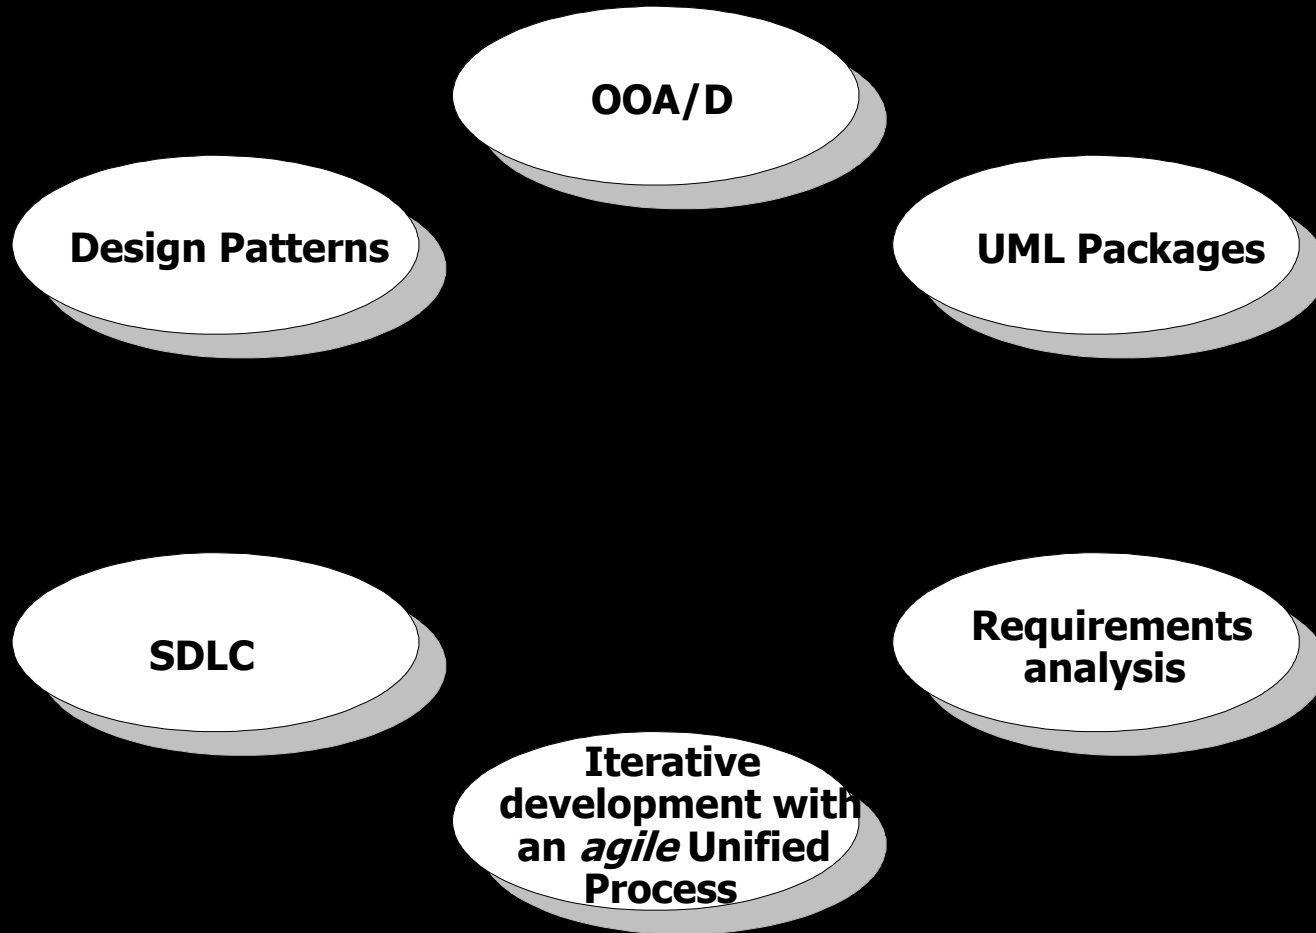 OOA/D
Design Patterns
UML Packages
SDLC
Requirements
analysis
Iterative
development with
an agile Unified
Process